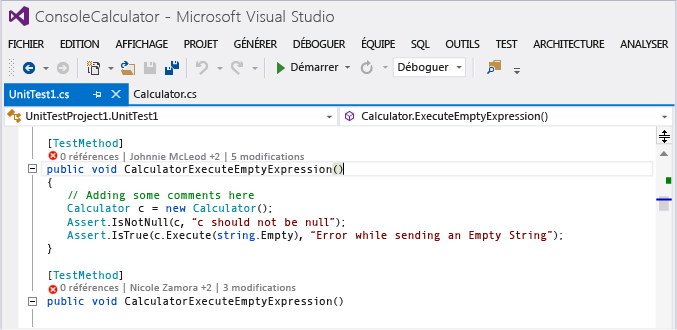 ConsoleCalculator - Microsoft Visual Studio
FICHIER EDITION AFFICHAGE PROJET GÉNÉRER DÉBOGUER ÉQUIPE SQL OUTILS TEST ARCHITECTURE ANALYSER
Démarrer Déboguer
UnitTest1.cs Calculator.cs
UnitTestProject1.UnitTest1 Calculator.ExecuteEmptyExpression()
[TestMethod]
0 références | Johnnie McLeod +2 | 5 modifications
public void CalculatorExecuteEmptyExpression()
{
// Adding some comments here
Calculator c = new Calculator();
Assert.IsNotNull(c, “c should not be null”);
Assert.IsTrue(c.Execute(string.Empty), “Error while sending an Empty String”);
}
[TestMethod]
0 références | Nicole Zamora +2 | 3 modifications
public void CalculatorExecuteEmptyExpression()